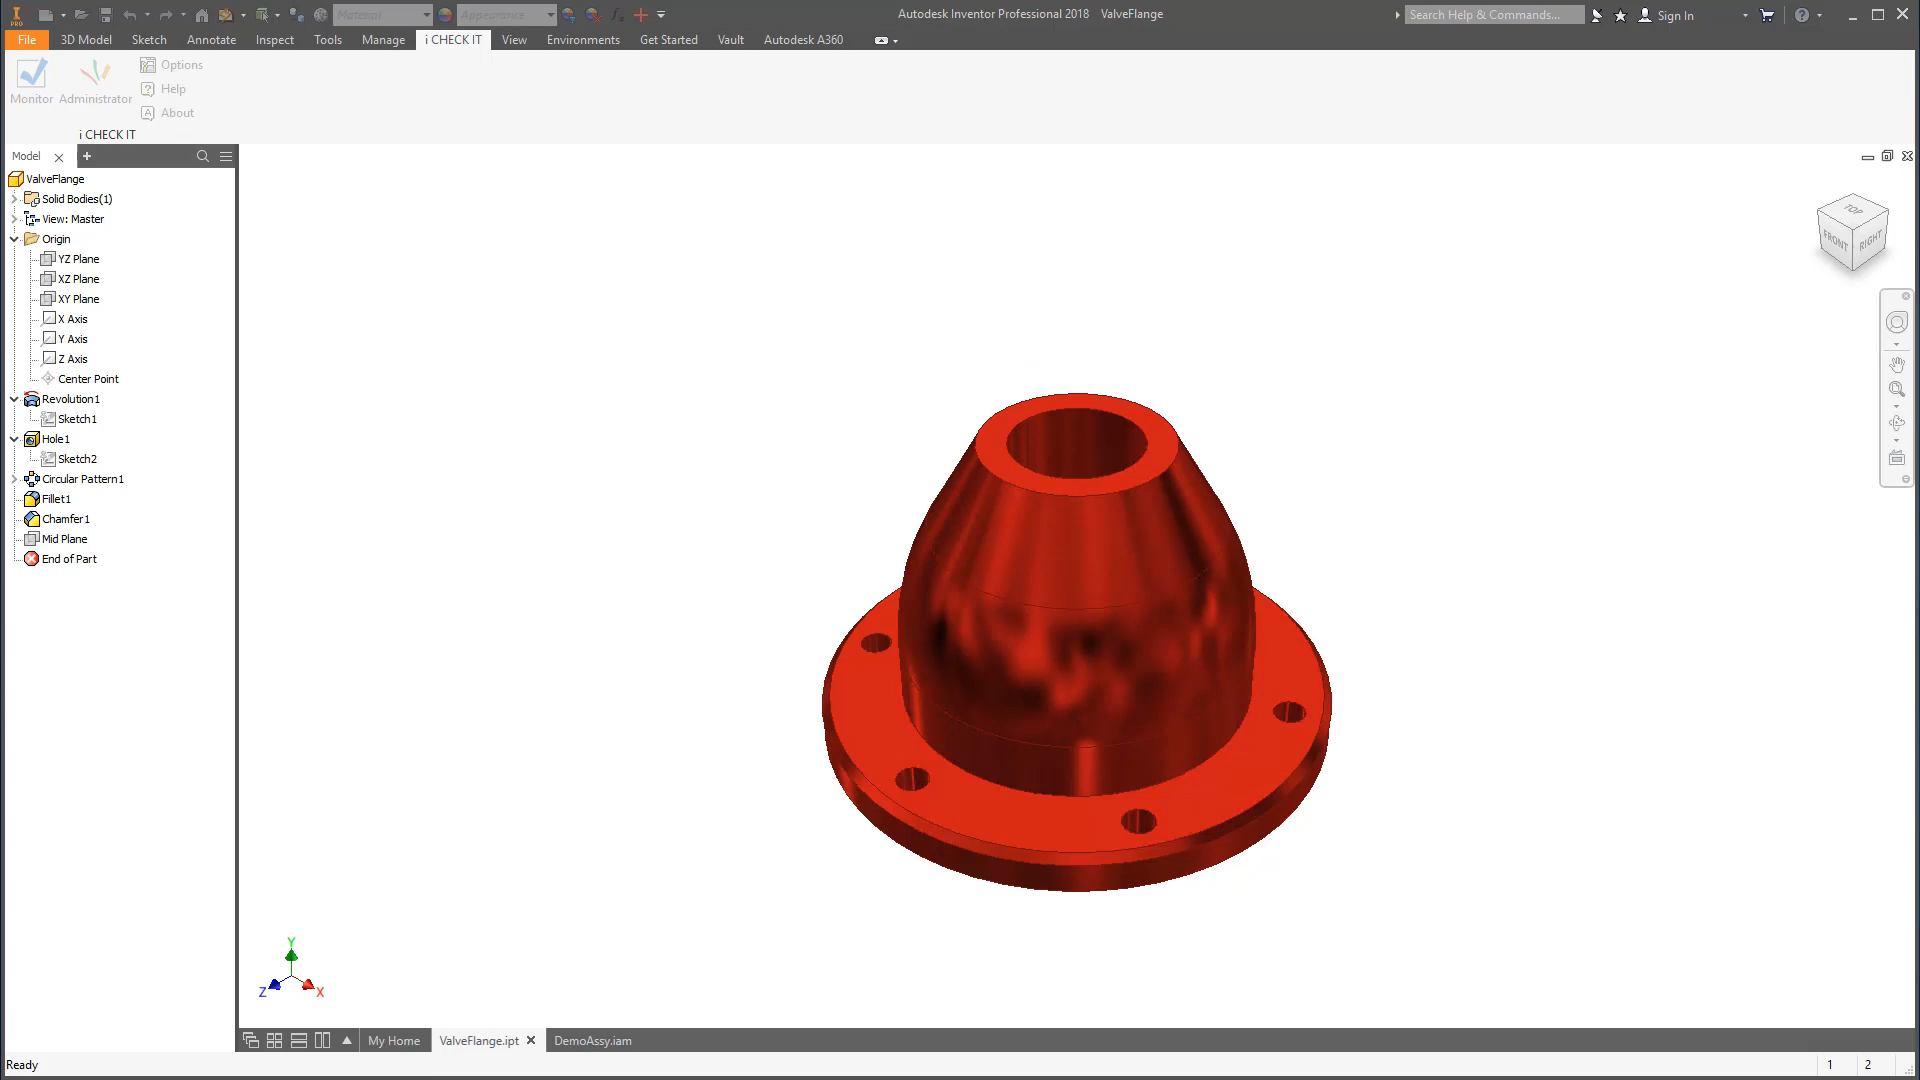 Material
Appearance
Autodesk Inventor Professional 2018 ValveFlange
Search Help & Commands...
Sign In
PRO
File 3D Model Sketch Annotate Inspect Tools Manage i CHECK IT View Environments Get Started Vault Autodesk A360
Monitor
Administrator
Options
Help
About
i CHECK IT
Model
ValveFlange
Solid Bodies(1)
View: Master
Origin
YZ Plane
XZ Plane
XY Plane
X Axis
Y Axis
Z Axis
Center Point
Revolution1
Sketch1
Hole1
Sketch2
Circular Pattern1
Fillet1
Chamfer1
Mid Plane
End of Part
TOP
FRONT
RIGHT
Y
Z
X
My Home ValveFlange.ipt DemoAssy.iam
Ready
1 2